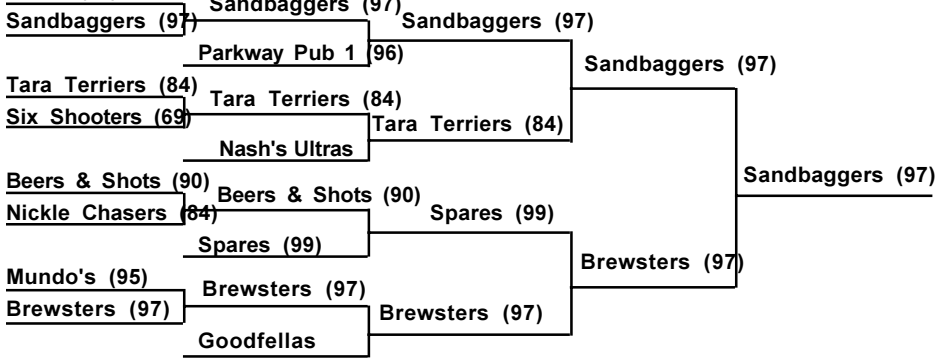 Sandbaggers (97)
Sandbaggers (97)
Sandbaggers (97)
Parkway Pub 1 (96)
Sandbaggers (97)
Tara Terriers (84)
Tara Terriers (84)
Six Shooters (69)
Tara Terriers (84)
Nash's Ultras
Sandbaggers (97)
Beers & Shots (90)
Beers & Shots (90)
Nickle Chasers (84)
Spares (99)
Spares (99)
Brewsters (97)
Mundo's (95)
Brewsters (97)
Brewsters (97)
Brewsters (97)
Goodfellas